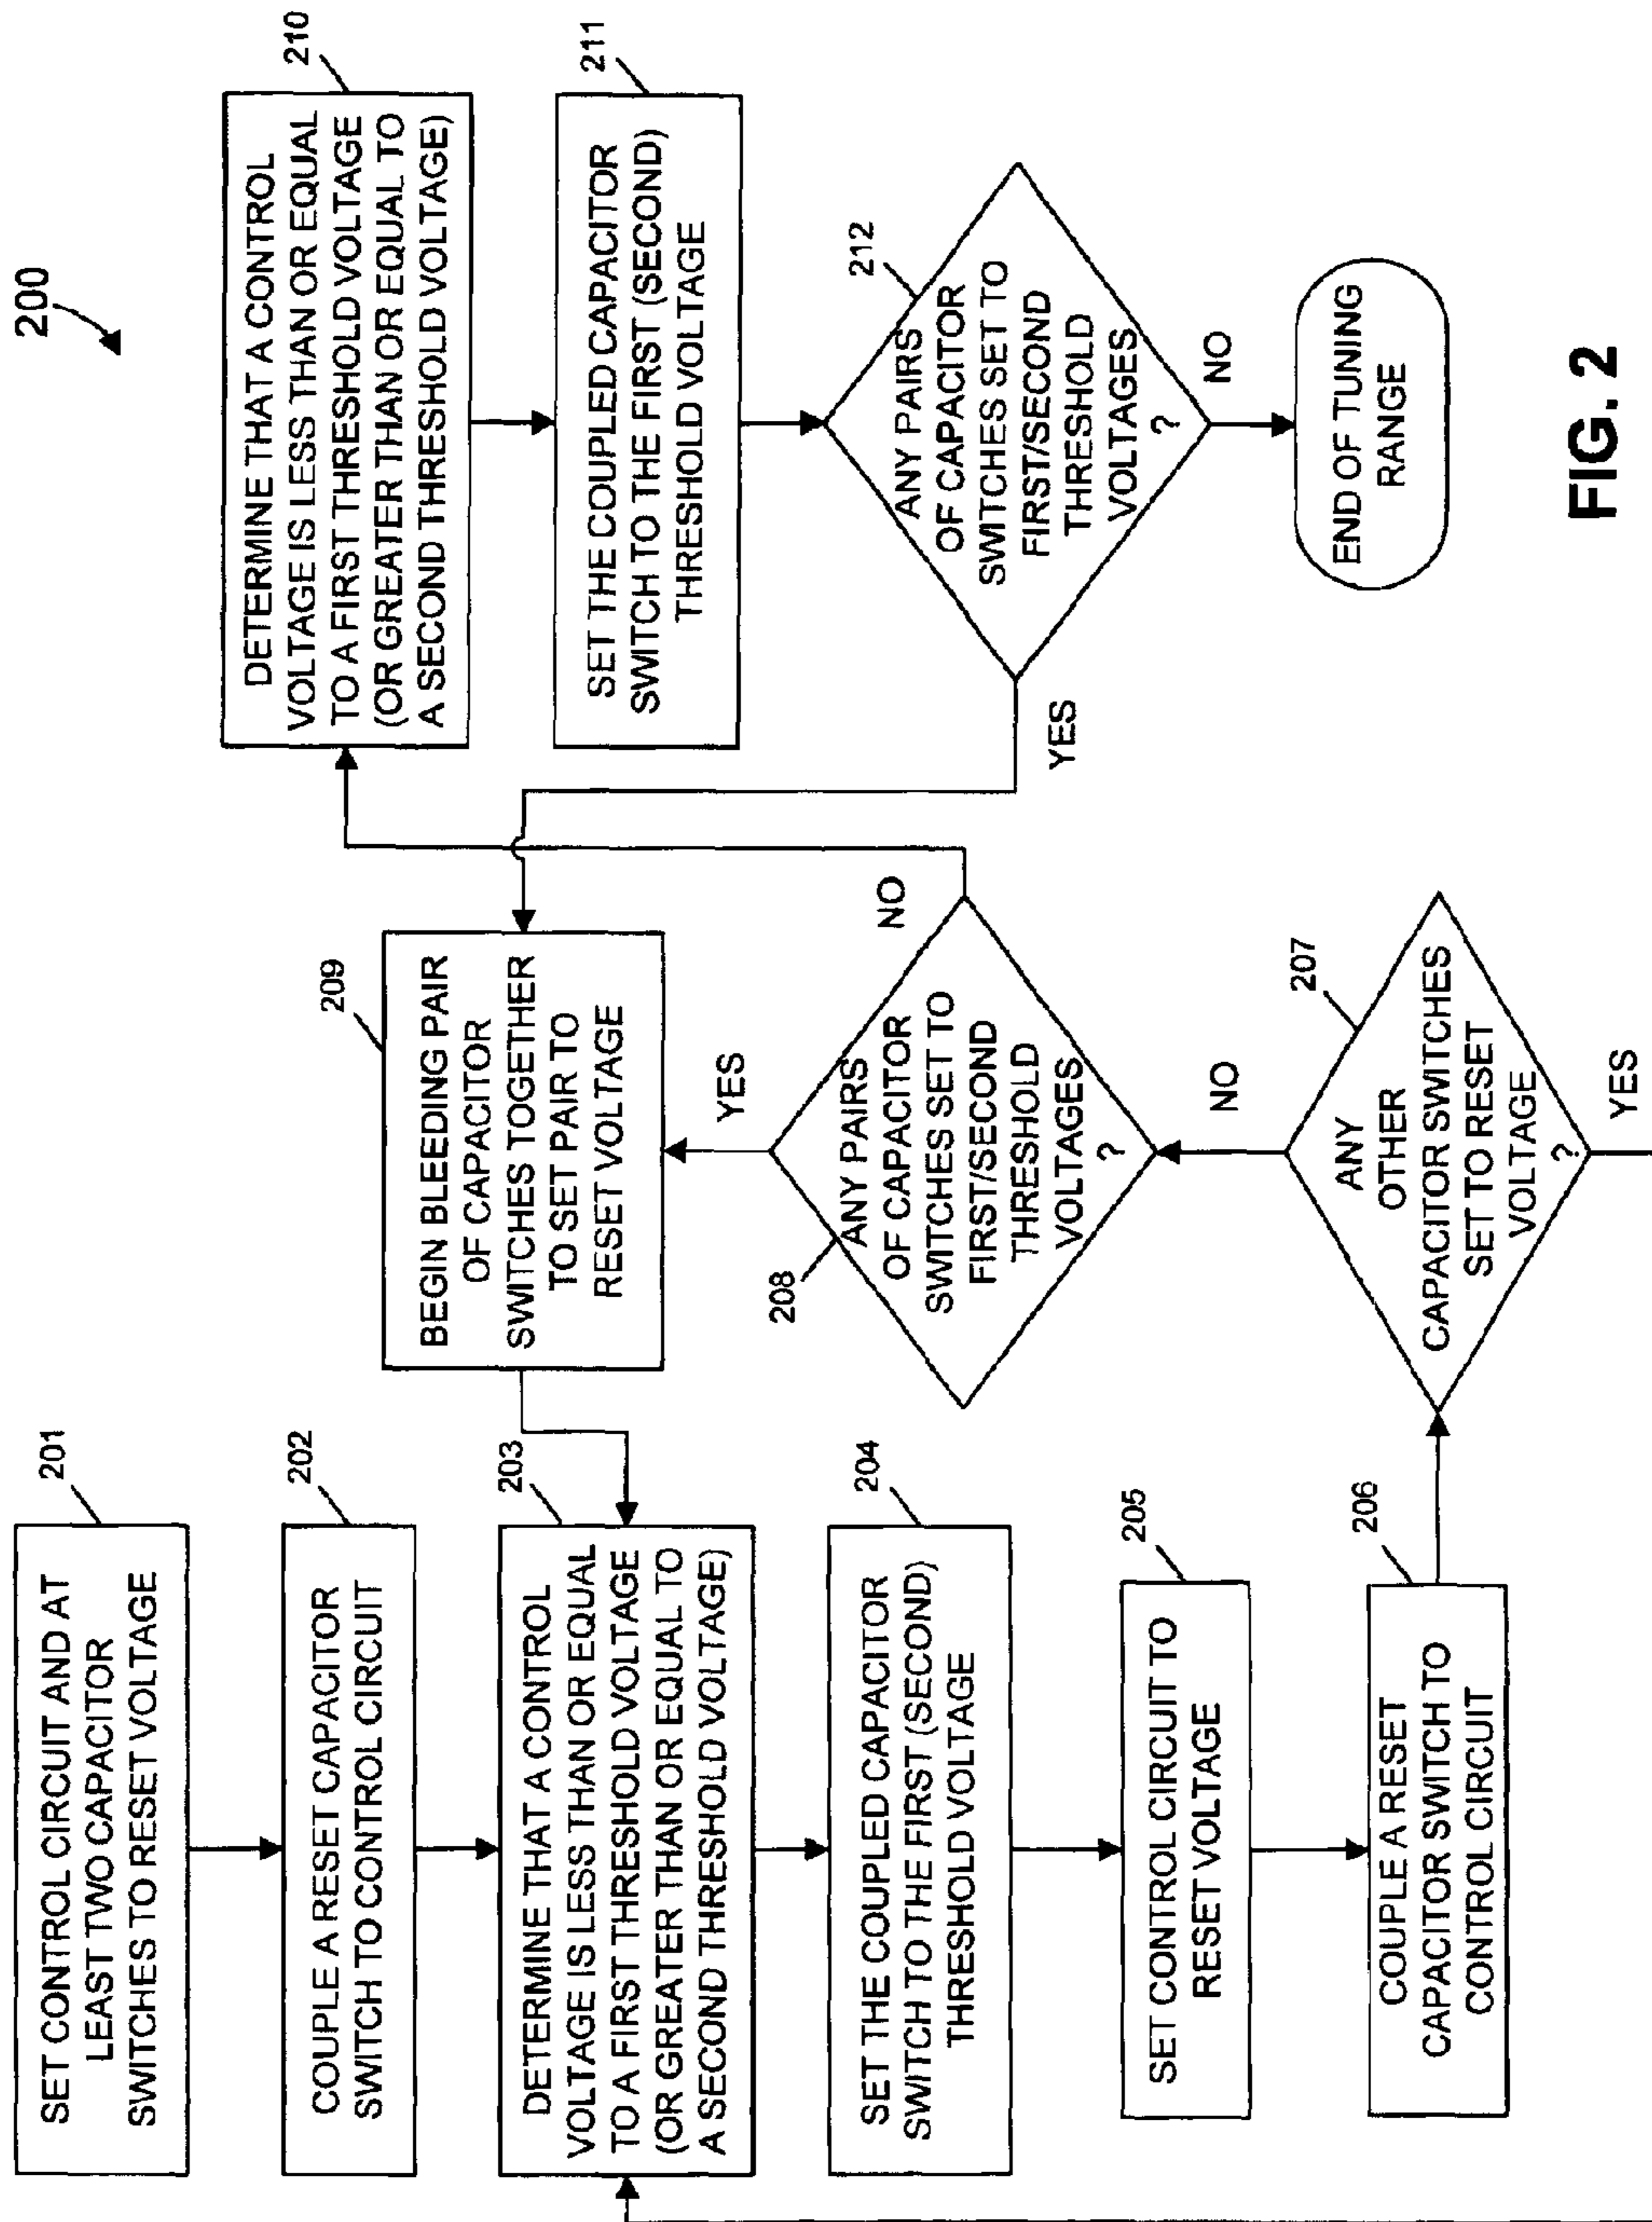 200
201
SET CONTROL CIRCUIT AND AT
LEAST TWO CAPACITOR
SWITCHES TO RESET VOLTAGE
202
COUPLE A RESET CAPACITOR
SWITCH TO CONTROL CIRCUIT
203
DETERMINE THAT A CONTROL
VOLTAGE IS LESS THAN OR EQUAL
TO A FIRST THRESHOLD VOLTAGE
(OR GREATER THAN OR EQUAL TO
A SECOND THRESHOLD VOLTAGE)
204
SET THE COUPLED CAPACITOR
SWITCH TO THE FIRST (SECOND)
THRESHOLD VOLTAGE
205
SET CONTROL CIRCUIT TO
RESET VOLTAGE
206
COUPLE A RESET
CAPACITOR SWITCH TO
CONTROL CIRCUIT
207
ANY
OTHER
CAPACITOR SWITCHES
SET TO RESET
VOLTAGE
?
YES
NO
208
ANY PAIRS
OF CAPACITOR
SWITCHES SET TO
FIRST/SECOND
THRESHOLD
VOLTAGES
?
YES
NO
209
BEGIN BLEEDING PAIR
OF CAPACITOR
SWITCHES TOGETHER
TO SET PAIR TO
RESET VOLTAGE
210
DETERMINE THAT A CONTROL
VOLTAGE IS LESS THAN OR EQUAL
TO A FIRST THRESHOLD VOLTAGE
(OR GREATER THAN OR EQUAL TO
A SECOND THRESHOLD VOLTAGE)
211
SET THE COUPLED CAPACITOR
SWITCH TO THE FIRST (SECOND)
THRESHOLD VOLTAGE
212
ANY PAIRS
OF CAPACITOR
SWITCHES SET TO
FIRST/SECOND
THRESHOLD
VOLTAGES
?
YES
NO
END OF TUNING
RANGE
FIG. 2